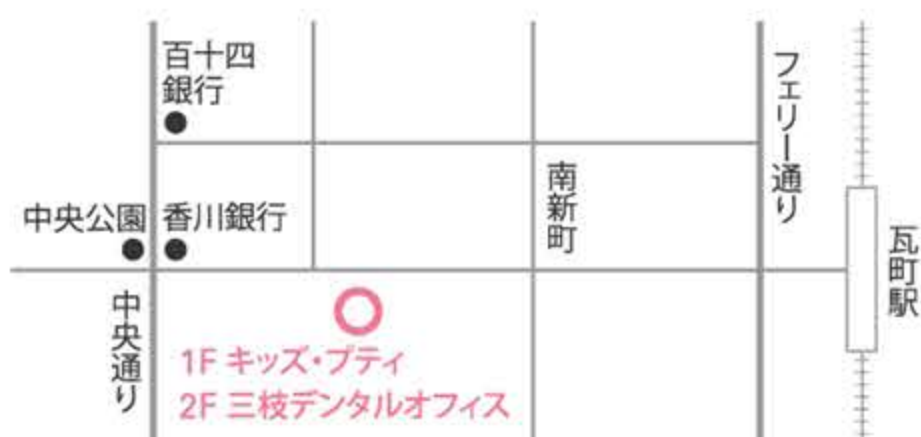 百十四
銀行
フェリー通り
南新町
中央公園
香川銀行
瓦町駅
中央通り
1F キッズ・プティ
2F 三枝デンタルオフィス